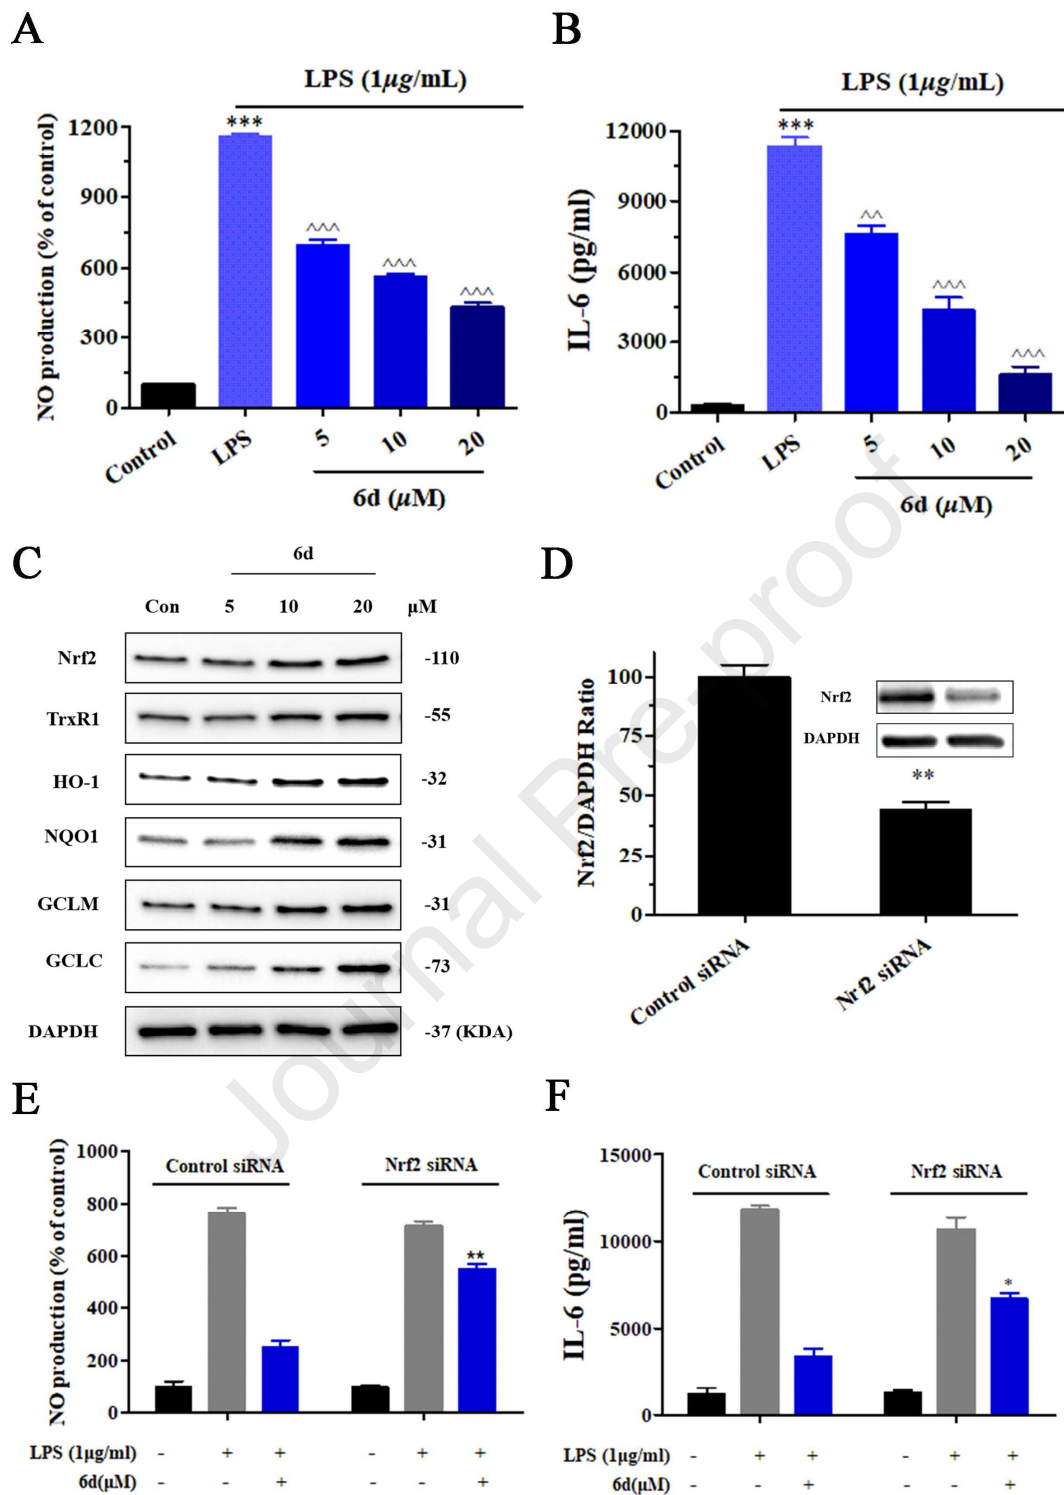 A
LPS (1μg/mL)
NO production (% of control)
1200
900
600
300
0
***
^^^
^^^
^^^
Control
LPS
5
10
20
6d (μM)
B
LPS (1μg/mL)
IL-6 (pg/ml)
12000
9000
6000
3000
0
***
^^
^^^
^^^
Control
LPS
5
10
20
6d (μM)
C
6d
Con 5 10 20 μM
Nrf2 -110
TrxR1 -55
HO-1 -32
NQO1 -31
GCLM -31
GCLC -73
DAPDH -37 (KDA)
D
Nrf2/DAPDH Ratio
100
75
50
25
0
Nrf2
DAPDH
**
Control siRNA
Nrf2 siRNA
E
NO production (% of control)
1000
800
600
400
200
0
Control siRNA
Nrf2 siRNA
**
LPS (1μg/ml) - + + - + +
6d(μM) - - + - - +
F
IL-6 (pg/ml)
15000
10000
5000
0
Control siRNA
Nrf2 siRNA
*
LPS (1μg/ml) - + + - + +
6d(μM) - - + - - +
Journal Pre-proof